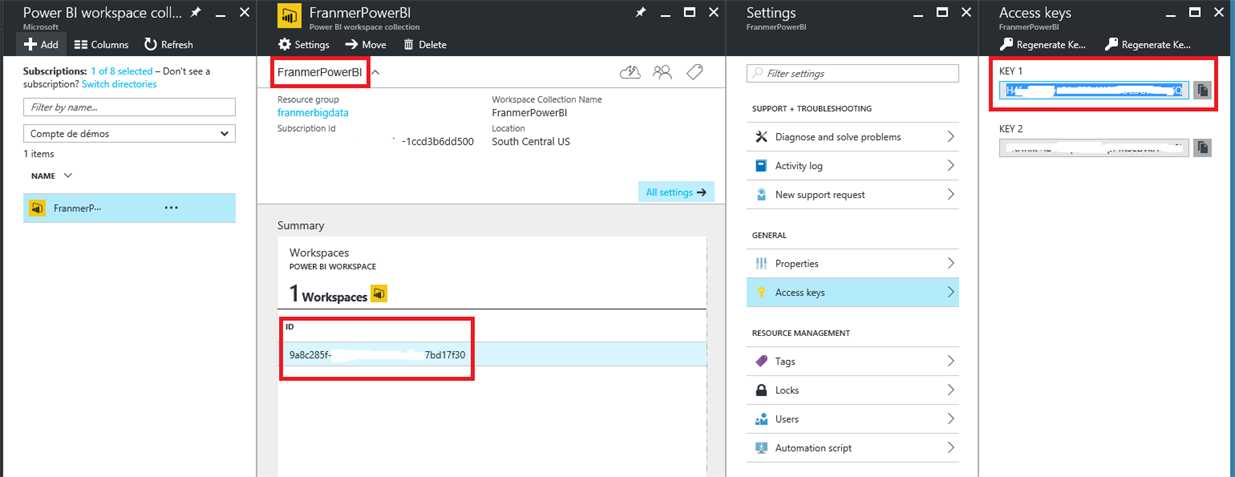 Power BI workspace coll...
Microsoft
Add
Columns
Refresh
Subscriptions: 1 of 8 selected – Don't see a
subscription? Switch directories
Filter by name...
Compte de démos
1 items
NAME
FranmerP...
...
FranmerPowerBI
Power BI workspace collection
Settings
Move
Delete
FranmerPowerBI
Resource group
franmerbigdata
Subscription Id
-1ccd3b6dd500
Workspace Collection Name
FranmerPowerBI
Location
South Central US
All settings
Summary
Workspaces
POWER BI WORKSPACE
1 Workspaces
ID
9a8c285f-
7bd17f30
Settings
FranmerPowerBI
Filter settings
SUPPORT + TROUBLESHOOTING
Diagnose and solve problems
Activity log
New support request
GENERAL
Properties
Access keys
RESOURCE MANAGEMENT
Tags
Locks
Users
Automation script
Access keys
FranmerPowerBI
Regenerate Ke...
Regenerate Ke...
KEY 1
KEY 2